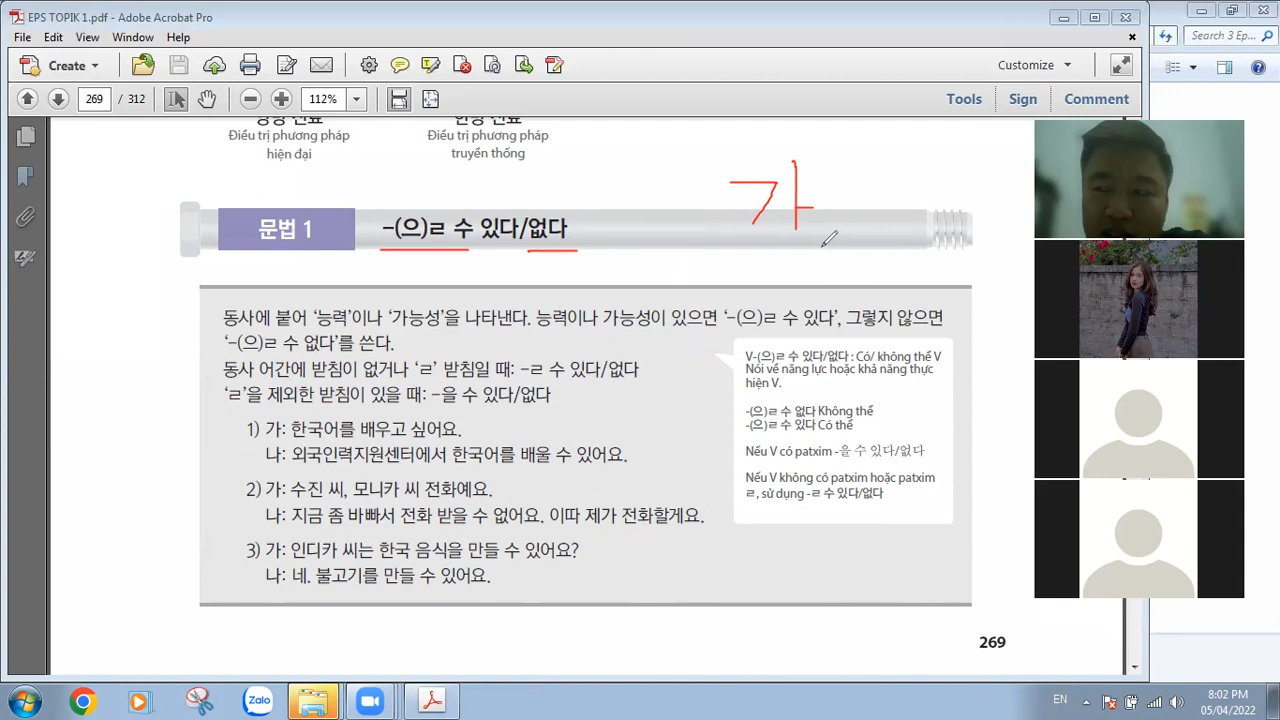 EPS TOPIK 1.pdf - Adobe Acrobat Pro
File Edit View Window Help
Search 3 Ep...
Create
Customize
269 / 312
112%
Tools Sign Comment
Điều trị phương pháp
hiện đại
Điều trị phương pháp
truyền thống
가
문법 1
-(으)ㄹ 수 있다/없다
동사에 붙어 ‘능력’이나 ‘가능성’을 나타낸다. 능력이나 가능성이 있으면 ‘-(으)ㄹ 수 있다’, 그렇지 않으면
‘-(으)ㄹ 수 없다’를 쓴다.
동사 어간에 받침이 없거나 ‘ㄹ’ 받침일 때: -ㄹ 수 있다/없다
‘ㄹ’을 제외한 받침이 있을 때: -을 수 있다/없다
1) 가: 한국어를 배우고 싶어요.
나: 외국인력지원센터에서 한국어를 배울 수 있어요.
2) 가: 수진 씨, 모니카 씨 전화예요.
나: 지금 좀 바빠서 전화 받을 수 없어요. 이따 제가 전화할게요.
3) 가: 인디카 씨는 한국 음식을 만들 수 있어요?
나: 네. 불고기를 만들 수 있어요.
V-(으)ㄹ 수 있다/없다 : Có/ không thể V
Nói về năng lực hoặc khả năng thực
hiện V.
-(으)ㄹ 수 없다 Không thể
-(으)ㄹ 수 있다 Có thể
Nếu V có patxim -을 수 있다/없다
Nếu V không có patxim hoặc patxim
ㄹ, sử dụng -ㄹ 수 있다/없다
269
Zalo
EN
8:02 PM
05/04/2022